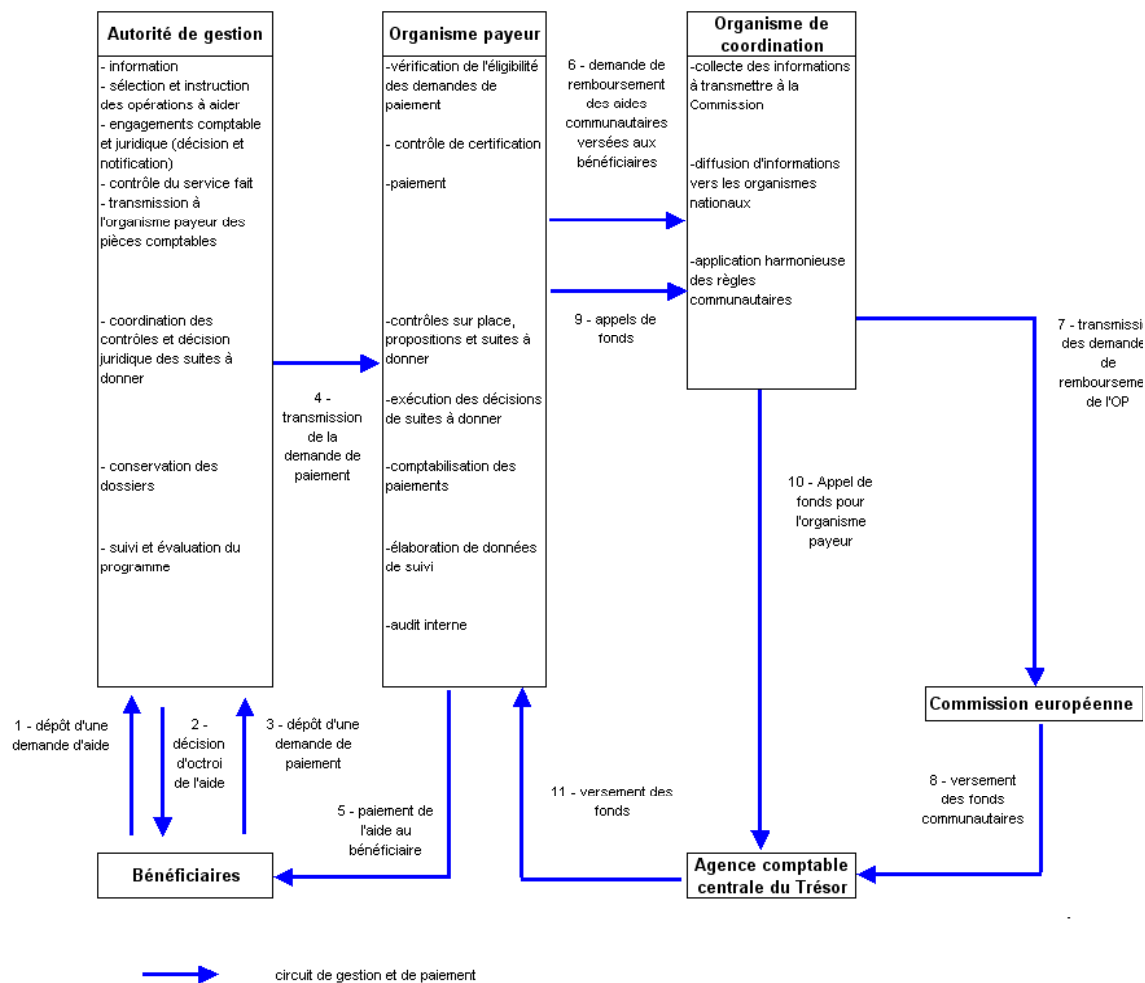 Autorité de gestion
- information
- sélection et instruction
des opérations à aider
- engagements comptable
et juridique (décision et
notification)
- contrôle du service fait
- transmission à
l'organisme payeur des
pièces comptables
- coordination des
contrôles et décision
juridique des suites à
donner
- conservation des
dossiers
- suivi et évaluation du
programme
4 -
transmission
de la
demande de
paiement
Organisme payeur
-vérification de l'éligibilité
des demandes de
paiement
- contrôle de certification
-paiement
-contrôles sur place,
propositions et suites à
donner
-exécution des décisions
de suites à donner
-comptabilisation des
paiements
-élaboration de données
de suivi
-audit interne
6 - demande de
remboursement
des aides
communautaires
versées aux
bénéficiaires
9 - appels de
fonds
Organisme de
coordination
-collecte des informations
à transmettre à la
Commission
-diffusion d'informations
vers les organismes
nationaux
-application harmonieuse
des règles
communautaires
7 - transmissi
des demande
de
rembourseme
de l'OP
10 - Appel de
fonds pour
l'organisme
payeur
Commission européenne
1 - dépôt d'une
demande d'aide
2 -
décision
d'octroi
de l'aide
3 - dépôt d'une
demande de
paiement
5 - paiement de
l'aide au
bénéficiaire
11 - versement des
fonds
8 - versement
des fonds
communautaires
Bénéficiaires
Agence comptable
centrale du Trésor
circuit de gestion et de paiement